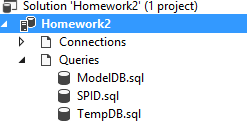 Solution 'Homework2' (1 project)
Homework2
Connections
Queries
ModelDB.sql
SPID.sql
TempDB.sql